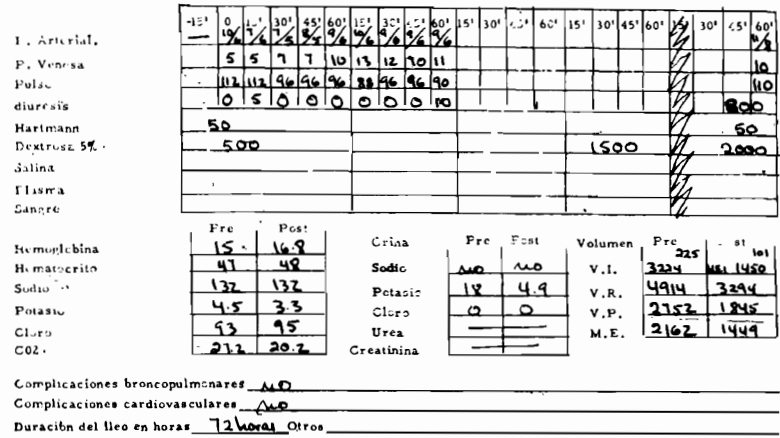 -15' 0 15' 30' 45' 60' 15' 30' 45' 60' 15' 30' 45' 60' 15' 30' 45' 60' 30' 45' 60'
T. Arterial.
P. Venosa 5 5 7 7 10 13 12 10 11 10
Pulso 112 112 96 96 96 88 96 96 90 110
diuresis 0 5 0 0 0 0 0 0 10 800
Hartmann 50 50
Dextrosa 5% . 500 1500 2000
Salina
Plasma
Sangre
Pre Post Orina Pre Post Volumen Pre 225 101
Hemoglobina 15. 16.8 Sodio no no V.I. 3224 1450
Hematocrito 47 48 Potasio 18 4.9 V.R. 4914 3294
Sodio 132 132 Cloro 0 0 V.P. 2752 1845
Potasio 4.5 3.3 Urea M.E. 2162 1449
Cloro 93 95 Creatinina
C02. 27.2 20.2
Complicaciones broncopulmonares no
Complicaciones cardiovasculares no
Duración del íleo en horas 72 horas Otros